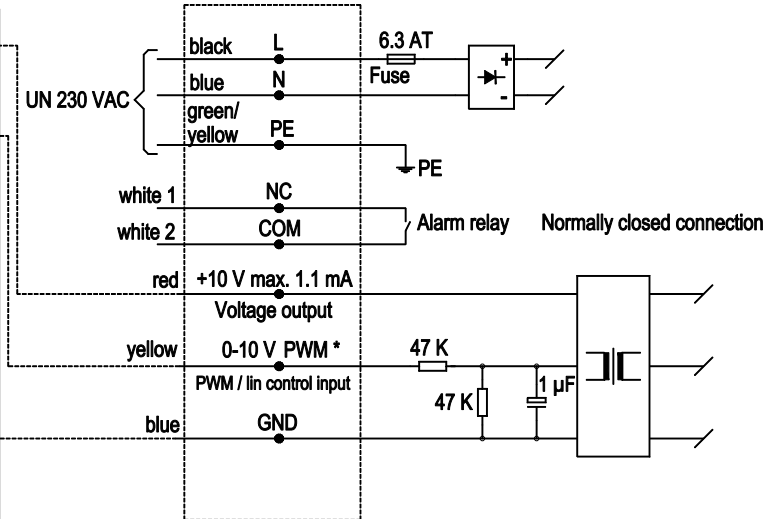 black L 6.3 AT
Fuse
+
-
blue N
UN 230 VAC
green/
yellow PE
PE
white 1 NC
white 2 COM
Alarm relay Normally closed connection
red +10 V max. 1.1 mA
Voltage output
yellow 0-10 V PWM * 47 K
PWM / lin control input
47 K 1 µF
blue GND